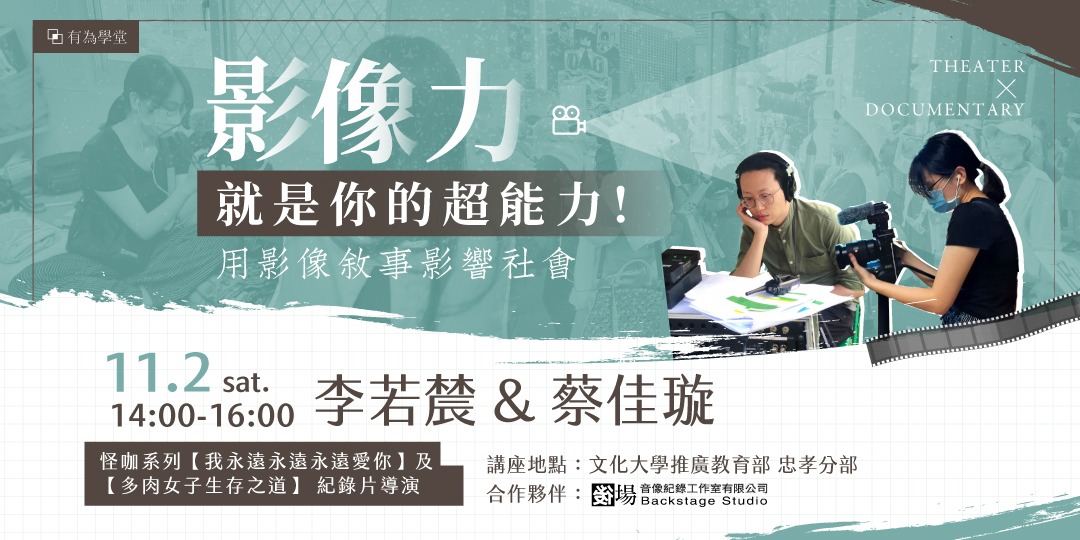 有為學堂
影像力
就是你的超能力！
用影像敘事影響社會
THEATER
X
DOCUMENTARY
11.2 sat.
14:00-16:00
李若辳 & 蔡佳璇
怪咖系列【我永遠永遠永遠愛你】及
【多肉女子生存之道】 紀錄片導演
講座地點：文化大學推廣教育部 忠孝分部
合作夥伴：
音像紀錄工作室有限公司
Backstage Studio